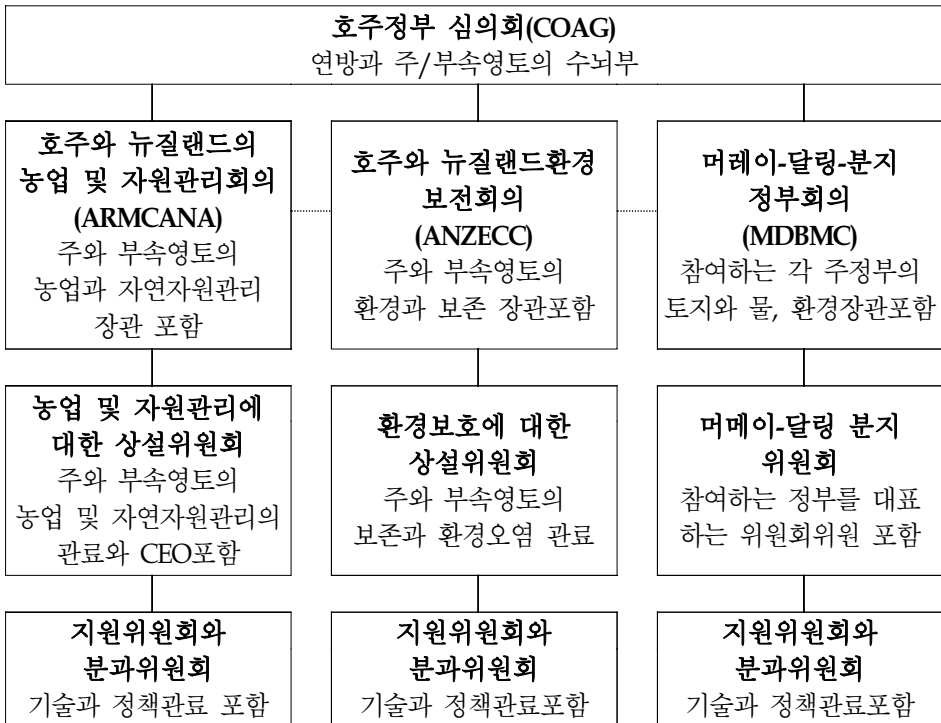 호주정부 심의회(COAG)
연방과 주/부속영토의 수뇌부
호주와 뉴질랜드의
농업 및 자원관리회의
(ARMCANA)
주와 부속영토의
농업과 자연자원관리
장관 포함
호주와 뉴질랜드환경
보전회의
(ANZECC)
주와 부속영토의
환경과 보존 장관포함
머레이-달링-분지
정부회의
(MDBMC)
참여하는 각 주정부의
토지와 물, 환경장관포함
농업 및 자원관리에
대한 상설위원회
주와 부속영토의
농업 및 자연자원관리의
관료와 CEO포함
환경보호에 대한
상설위원회
주와 부속영토의
보존과 환경오염 관료
머메이-달링 분지
위원회
참여하는 정부를 대표
하는 위원회위원 포함
지원위원회와
분과위원회
기술과 정책관료 포함
지원위원회와
분과위원회
기술과 정책관료포함
지원위원회와
분과위원회
기술과 정책관료포함